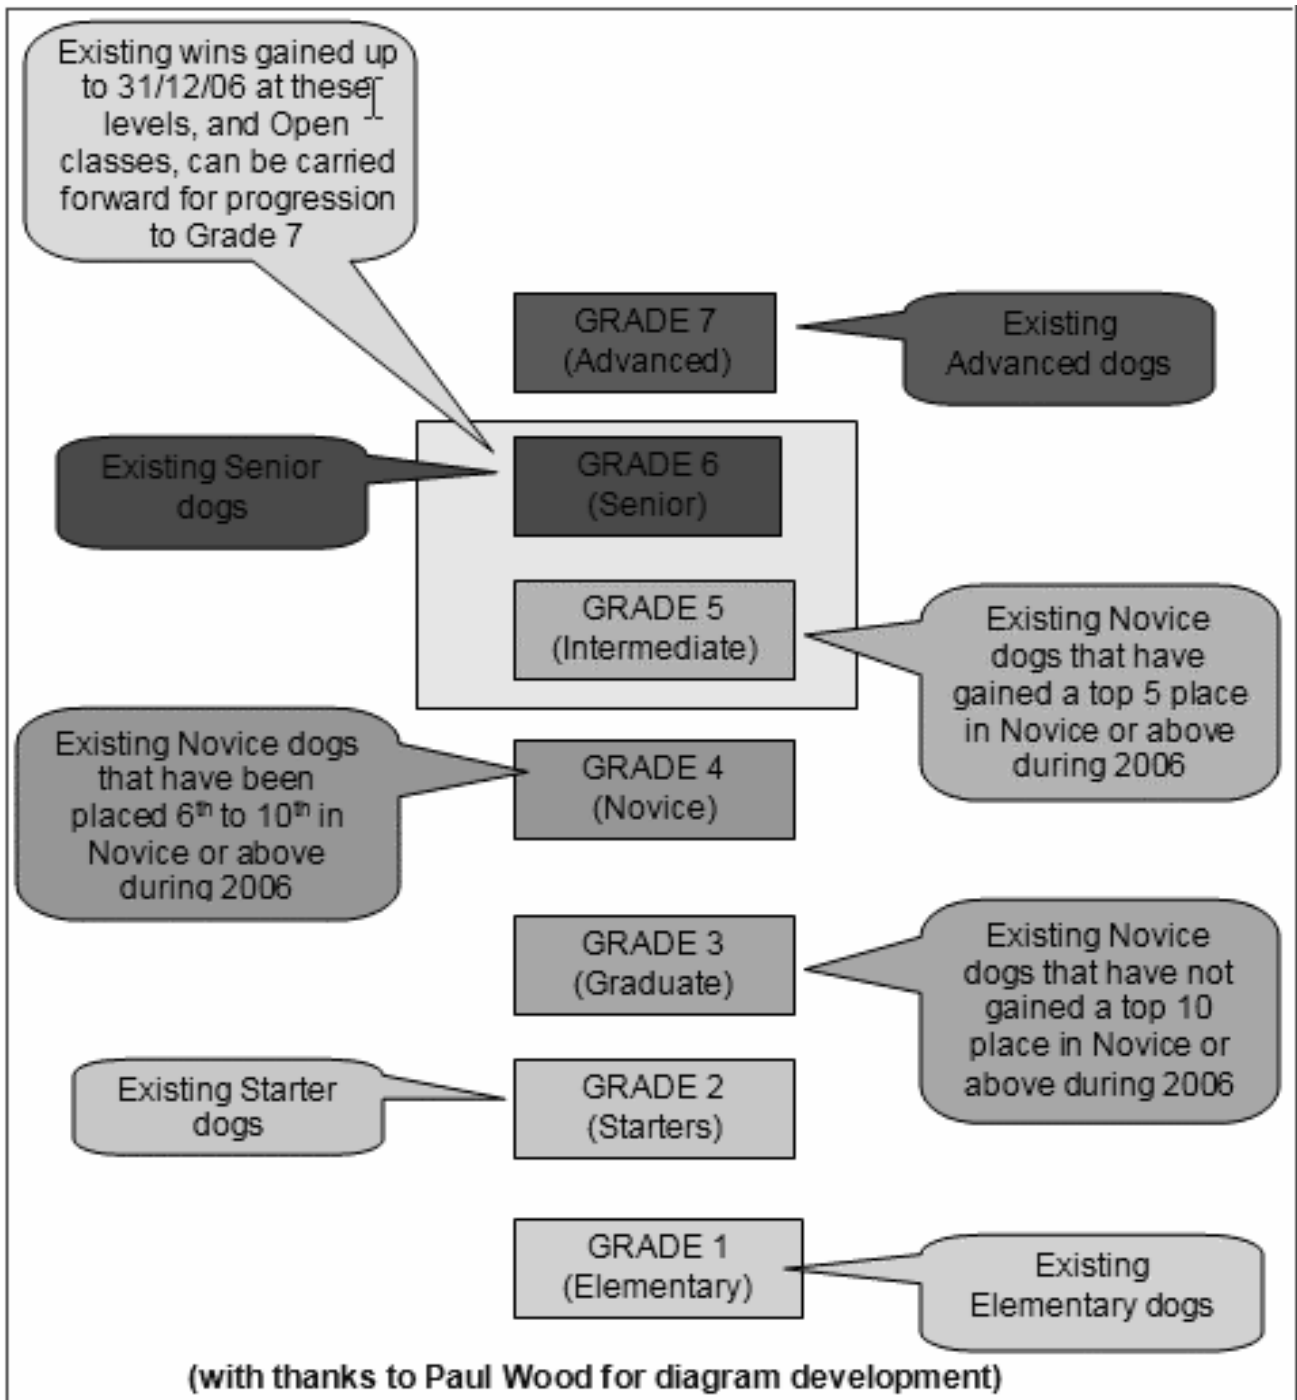 Existing wins gained up
to 31/12/06 at these
levels, and Open
classes, can be carried
forward for progression
to Grade 7
GRADE 7
(Advanced)
Existing
Advanced dogs
Existing Senior
dogs
GRADE 6
(Senior)
GRADE 5
(Intermediate)
Existing Novice
dogs that have
gained a top 5 place
in Novice or above
during 2006
Existing Novice dogs
that have been
placed 6th to 10th in
Novice or above
during 2006
GRADE 4
(Novice)
GRADE 3
(Graduate)
Existing Novice
dogs that have not
gained a top 10
place in Novice or
above during 2006
Existing Starter
dogs
GRADE 2
(Starters)
GRADE 1
(Elementary)
Existing
Elementary dogs
(with thanks to Paul Wood for diagram development)